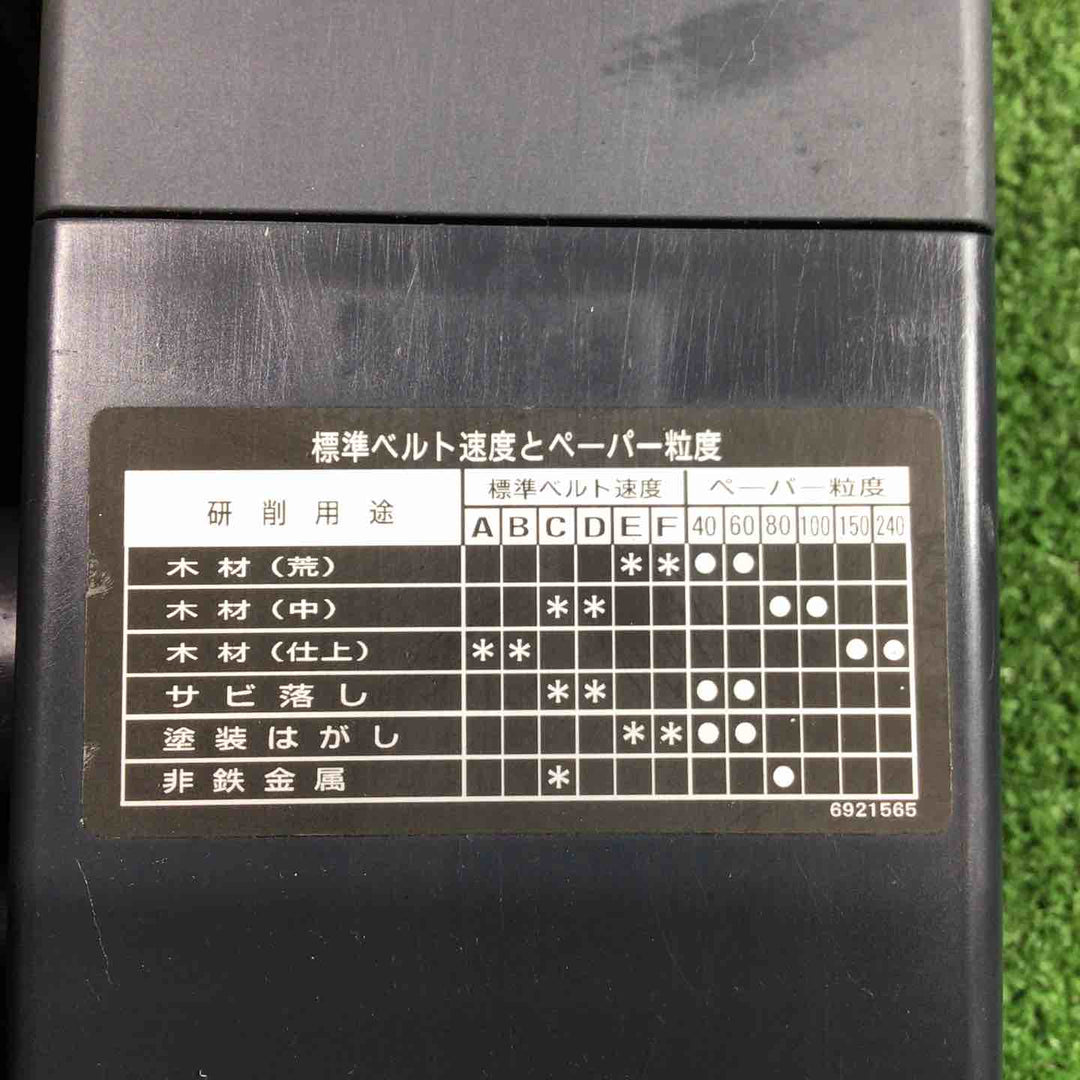 標準ベルト速度とペーパー粒度
研削用途 標準ベルト速度 ペーパー粒度
A B C D E F 40 60 80 100 150 240
木材(荒) * * ● ●
木材(中) * * ● ●
木材(仕上) * * ● ●
サビ落し * * ● ●
塗装はがし * * ● ●
非鉄金属 * ●
6921565